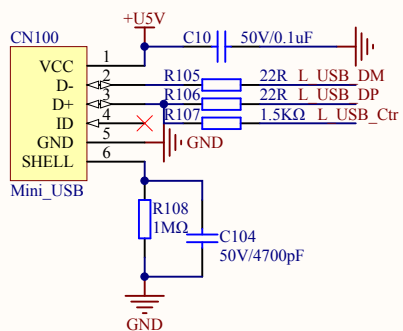 CN100
+U5V
C10 50V/0.1uF
VCC 1
D- 2 R105 22R L_USB_DM
D+ 3 R106 22R L_USB_DP
ID 4 R107 1.5KΩ L_USB_Ctr
GND 5 GND
SHELL 6
Mini_USB
R108
1MΩ
C104
50V/4700pF
GND